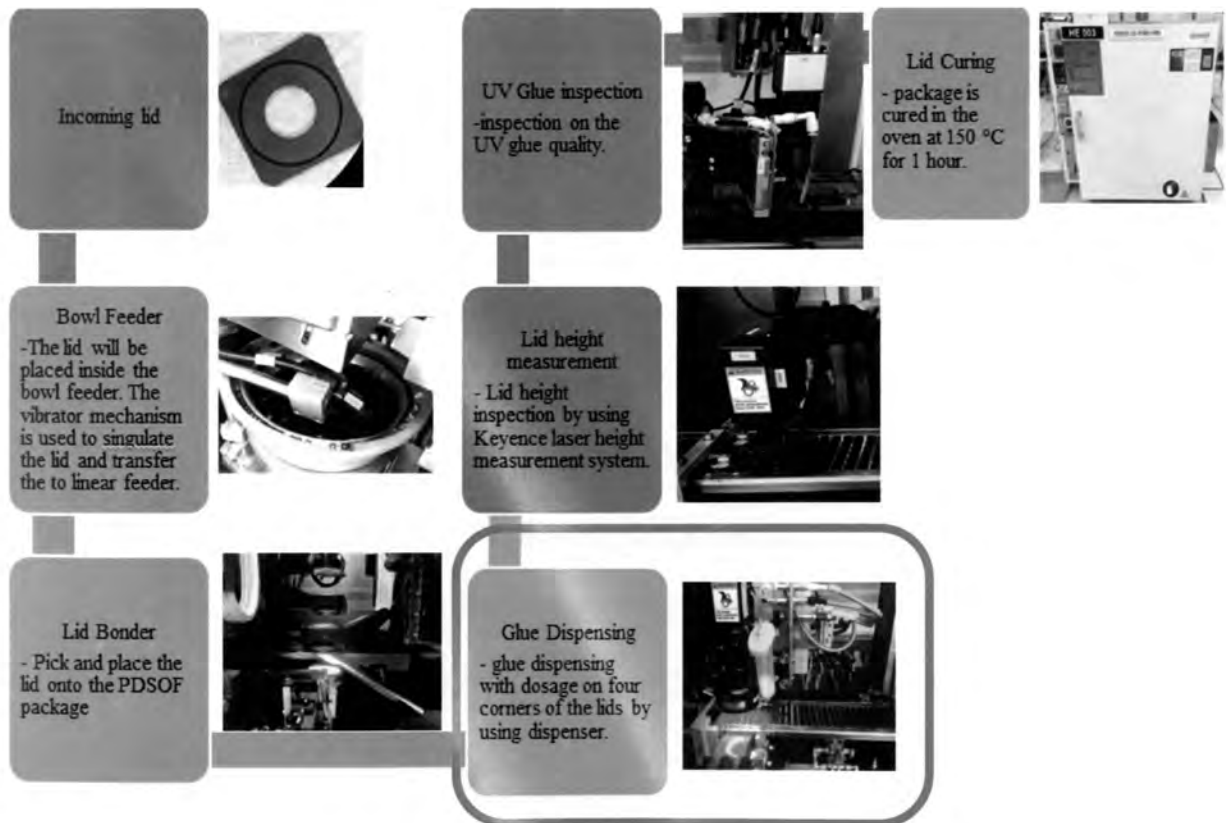 Incoming lid
Bowl Feeder
-The lid will be
placed inside the
bowl feeder. The
vibrator mechanism
is used to singulate
the lid and transfer
the to linear feeder.
Lid Bonder
- Pick and place the
lid onto the PDSOF
package
Glue Dispensing
- glue dispensing
with dosage on four
corners of the lids by
using dispenser.
Lid height
measurement
- Lid height
inspection by using
Keyence laser height
measurement system.
UV Glue inspection
-inspection on the
UV glue quality.
Lid Curing
- package is
cured in the
oven at 150 °C
for 1 hour.
HE 003